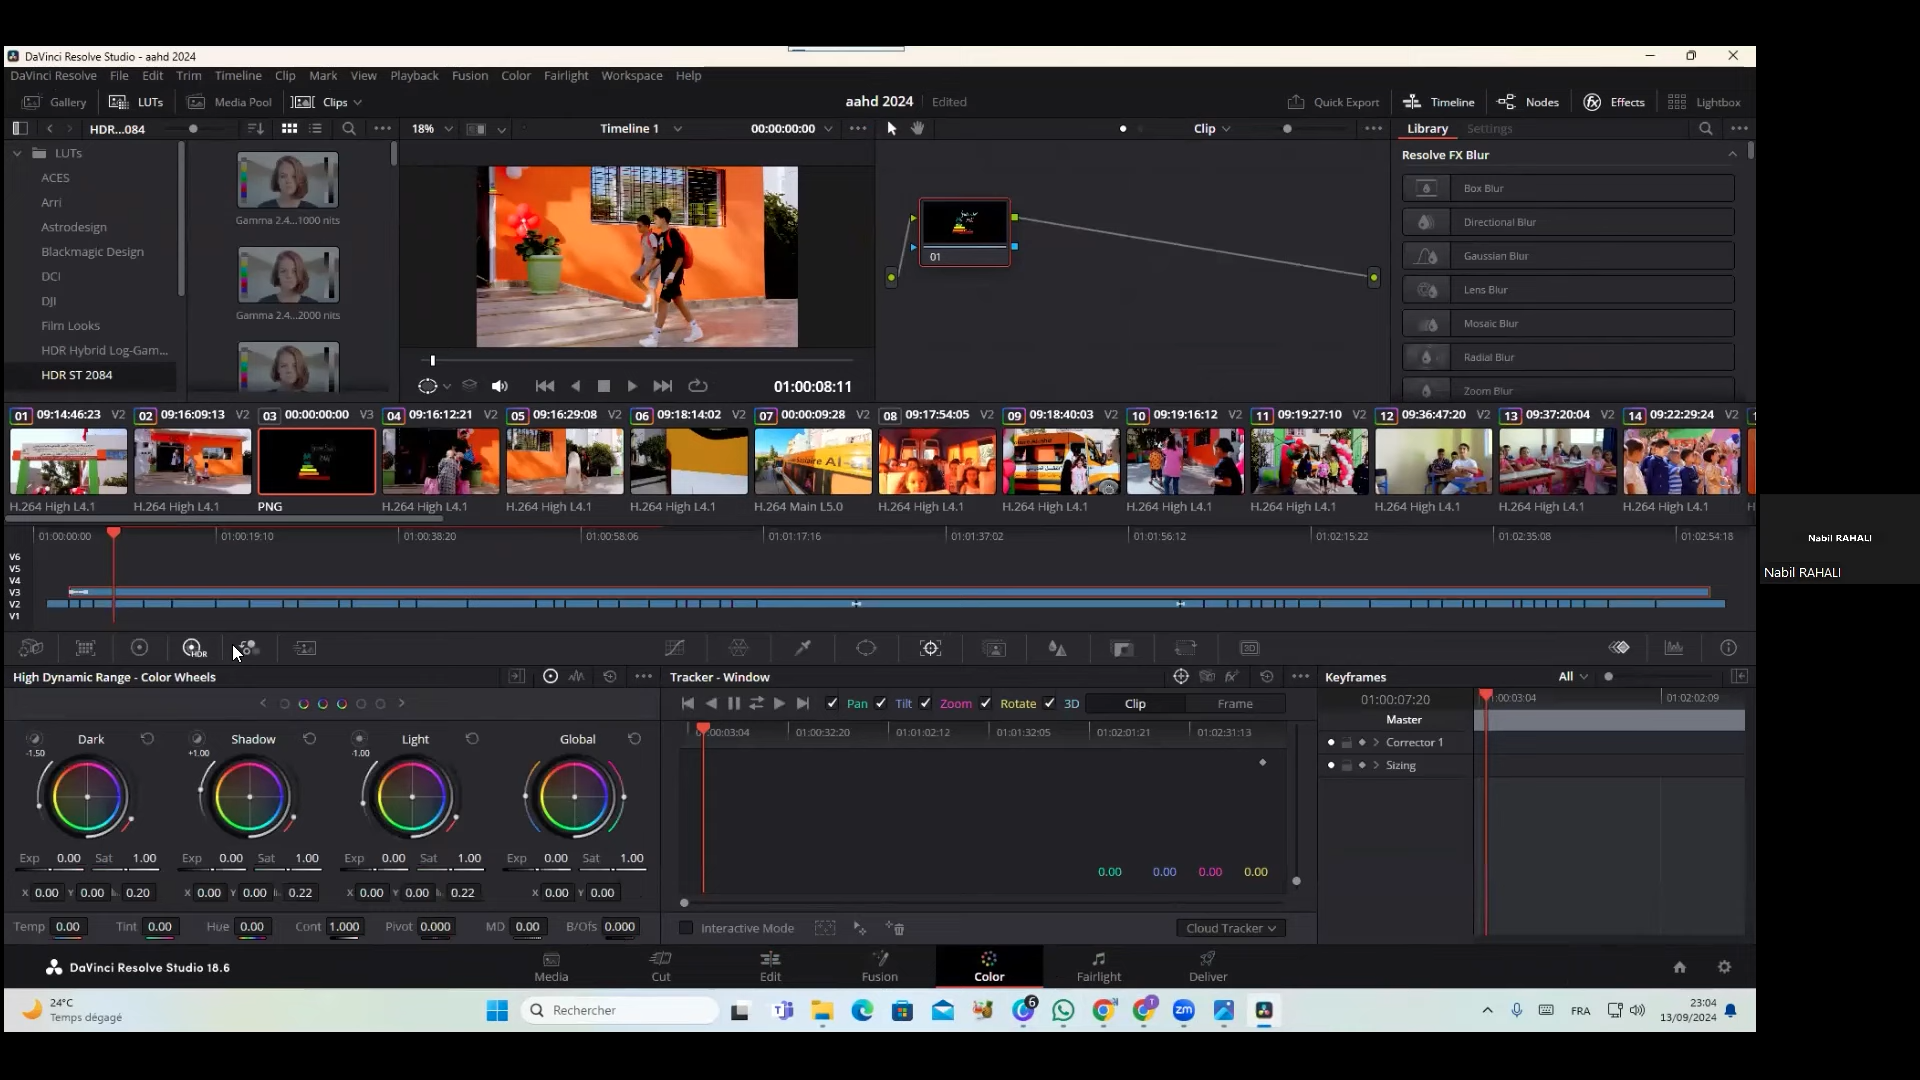 DaVinci Resolve Studio - aahd 2024
DaVinci Resolve File Edit Trim Timeline Clip Mark View Playback Fusion Color Fairlight Workspace Help
Gallery LUTs Media Pool Clips aahd 2024 Edited Quick Export Timeline Nodes Effects Lightbox
HDR...084 18% Timeline 1 00:00:00:00 Clip Library Settings
LUTs
ACES
Arri
Astrodesign
Blackmagic Design
DCI
DJI
Film Looks
HDR Hybrid Log-Gam...
HDR ST 2084
Gamma 2.4...1000 nits
Gamma 2.4...2000 nits
01
Resolve FX Blur
Box Blur
Directional Blur
Gaussian Blur
Lens Blur
Mosaic Blur
Radial Blur
Zoom Blur
01:00:08:11
01 09:14:46:23 V2 02 09:16:09:13 V2 03 00:00:00:00 V3 04 09:16:12:21 V2 05 09:16:29:08 V2 06 09:18:14:02 V2 07 00:00:09:28 V2 08 09:17:54:05 V2 09 09:18:40:03 V2 10 09:19:16:12 V2 11 09:19:27:10 V2 12 09:36:47:20 V2 13 09:37:20:04 V2 14 09:22:29:24 V2
H.264 High L4.1 H.264 High L4.1 PNG H.264 High L4.1 H.264 High L4.1 H.264 High L4.1 H.264 Main L5.0 H.264 High L4.1 H.264 High L4.1 H.264 High L4.1 H.264 High L4.1 H.264 High L4.1 H.264 High L4.1 H.264 High L4.1
01:00:00:00 01:00:19:10 01:00:38:20 01:00:58:06 01:01:17:16 01:01:37:02 01:01:56:12 01:02:15:22 01:02:35:08 01:02:54:18
V6
V5
V4
V3
V2
V1
HDR
3D
High Dynamic Range - Color Wheels
Dark Shadow Light Global
-1.50 +1.00 -1.00
Exp 0.00 Sat 1.00 Exp 0.00 Sat 1.00 Exp 0.00 Sat 1.00 Exp 0.00 Sat 1.00
X 0.00 Y 0.00 0.20 X 0.00 Y 0.00 0.22 X 0.00 Y 0.00 0.22 X 0.00 Y 0.00
Temp 0.00 Tint 0.00 Hue 0.00 Cont 1.000 Pivot 0.000 MD 0.00 B/Ofs 0.000
Tracker - Window
Pan Tilt Zoom Rotate 3D Clip Frame
:00:03:04 01:00:32:20 01:01:02:12 01:01:32:05 01:02:01:21 01:02:31:13
0.00 0.00 0.00 0.00
Interactive Mode Cloud Tracker
Keyframes All
01:00:07:20 :00:03:04 01:02:02:09
Master
Corrector 1
Sizing
DaVinci Resolve Studio 18.6
Media Cut Edit Fusion Color Fairlight Deliver
24°C
Temps dégagé
Rechercher
6
zm
FRA
23:04
13/09/2024
Nabil RAHALI
Nabil RAHALI